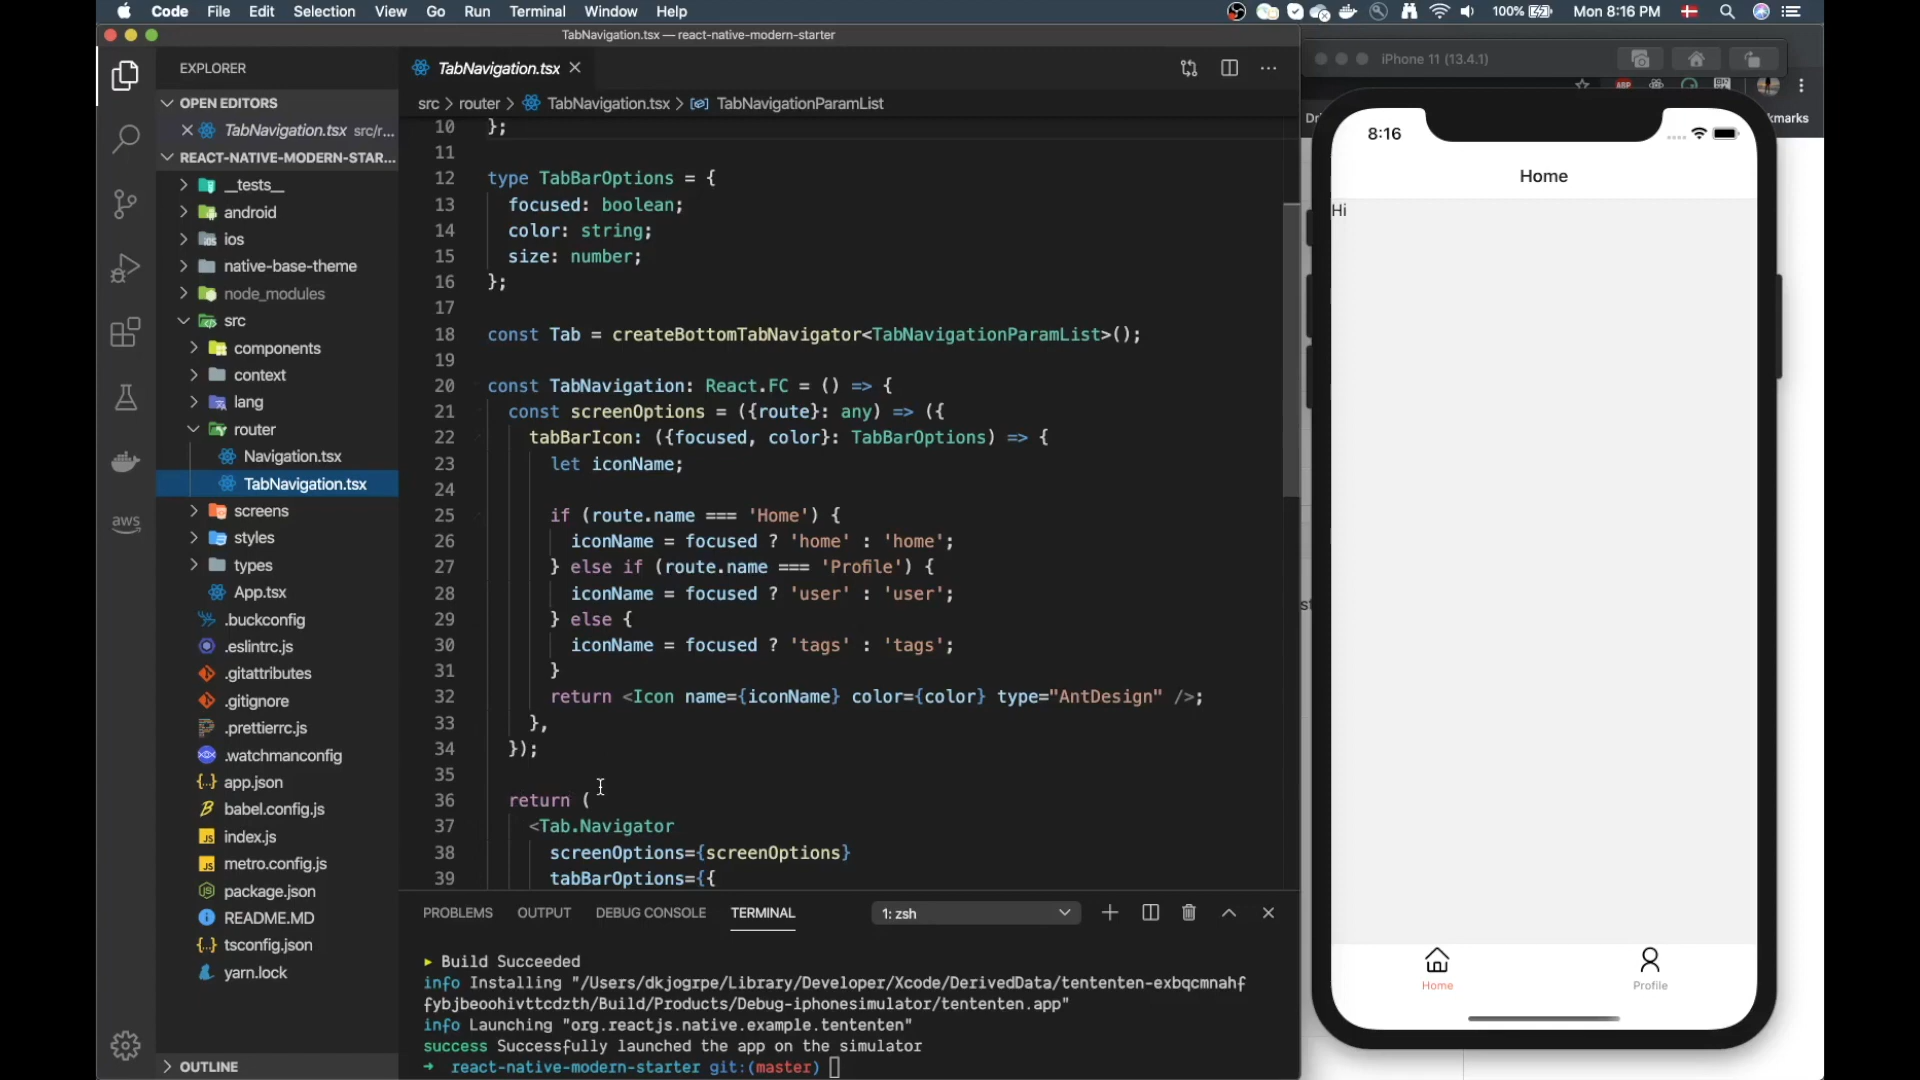 Code File Edit Selection View Go Run Terminal Window Help
100% Mon 8:16 PM
TabNavigation.tsx — react-native-modern-starter
EXPLORER
OPEN EDITORS
TabNavigation.tsx src/r...
REACT-NATIVE-MODERN-STAR...
__tests__
android
ios
native-base-theme
node_modules
src
components
context
lang
router
Navigation.tsx
TabNavigation.tsx
screens
styles
types
App.tsx
.buckconfig
.eslintrc.js
.gitattributes
.gitignore
.prettierrc.js
.watchmanconfig
app.json
babel.config.js
index.js
metro.config.js
package.json
README.MD
tsconfig.json
yarn.lock
OUTLINE
aws
TabNavigation.tsx
src > router > TabNavigation.tsx > TabNavigationParamList
10 };
11
12 type TabBarOptions = {
13 focused: boolean;
14 color: string;
15 size: number;
16 };
17
18 const Tab = createBottomTabNavigator<TabNavigationParamList>();
19
20 const TabNavigation: React.FC = () => {
21 const screenOptions = ({route}: any) => ({
22 tabBarIcon: ({focused, color}: TabBarOptions) => {
23 let iconName;
24
25 if (route.name === 'Home') {
26 iconName = focused ? 'home' : 'home';
27 } else if (route.name === 'Profile') {
28 iconName = focused ? 'user' : 'user';
29 } else {
30 iconName = focused ? 'tags' : 'tags';
31 }
32 return <Icon name={iconName} color={color} type="AntDesign" />;
33 },
34 });
35
36 return (
37 <Tab.Navigator
38 screenOptions={screenOptions}
39 tabBarOptions={{
PROBLEMS OUTPUT DEBUG CONSOLE TERMINAL 1: zsh
▸ Build Succeeded
info Installing "/Users/dkjogrpe/Library/Developer/Xcode/DerivedData/tententen-exbqcmnahf
fybjbeoohivttcdzth/Build/Products/Debug-iphonesimulator/tententen.app"
info Launching "org.reactjs.native.example.tententen"
success Successfully launched the app on the simulator
➜ react-native-modern-starter git:(master)
iPhone 11 (13.4.1)
kmarks
8:16
Home
Hi
Home
Profile